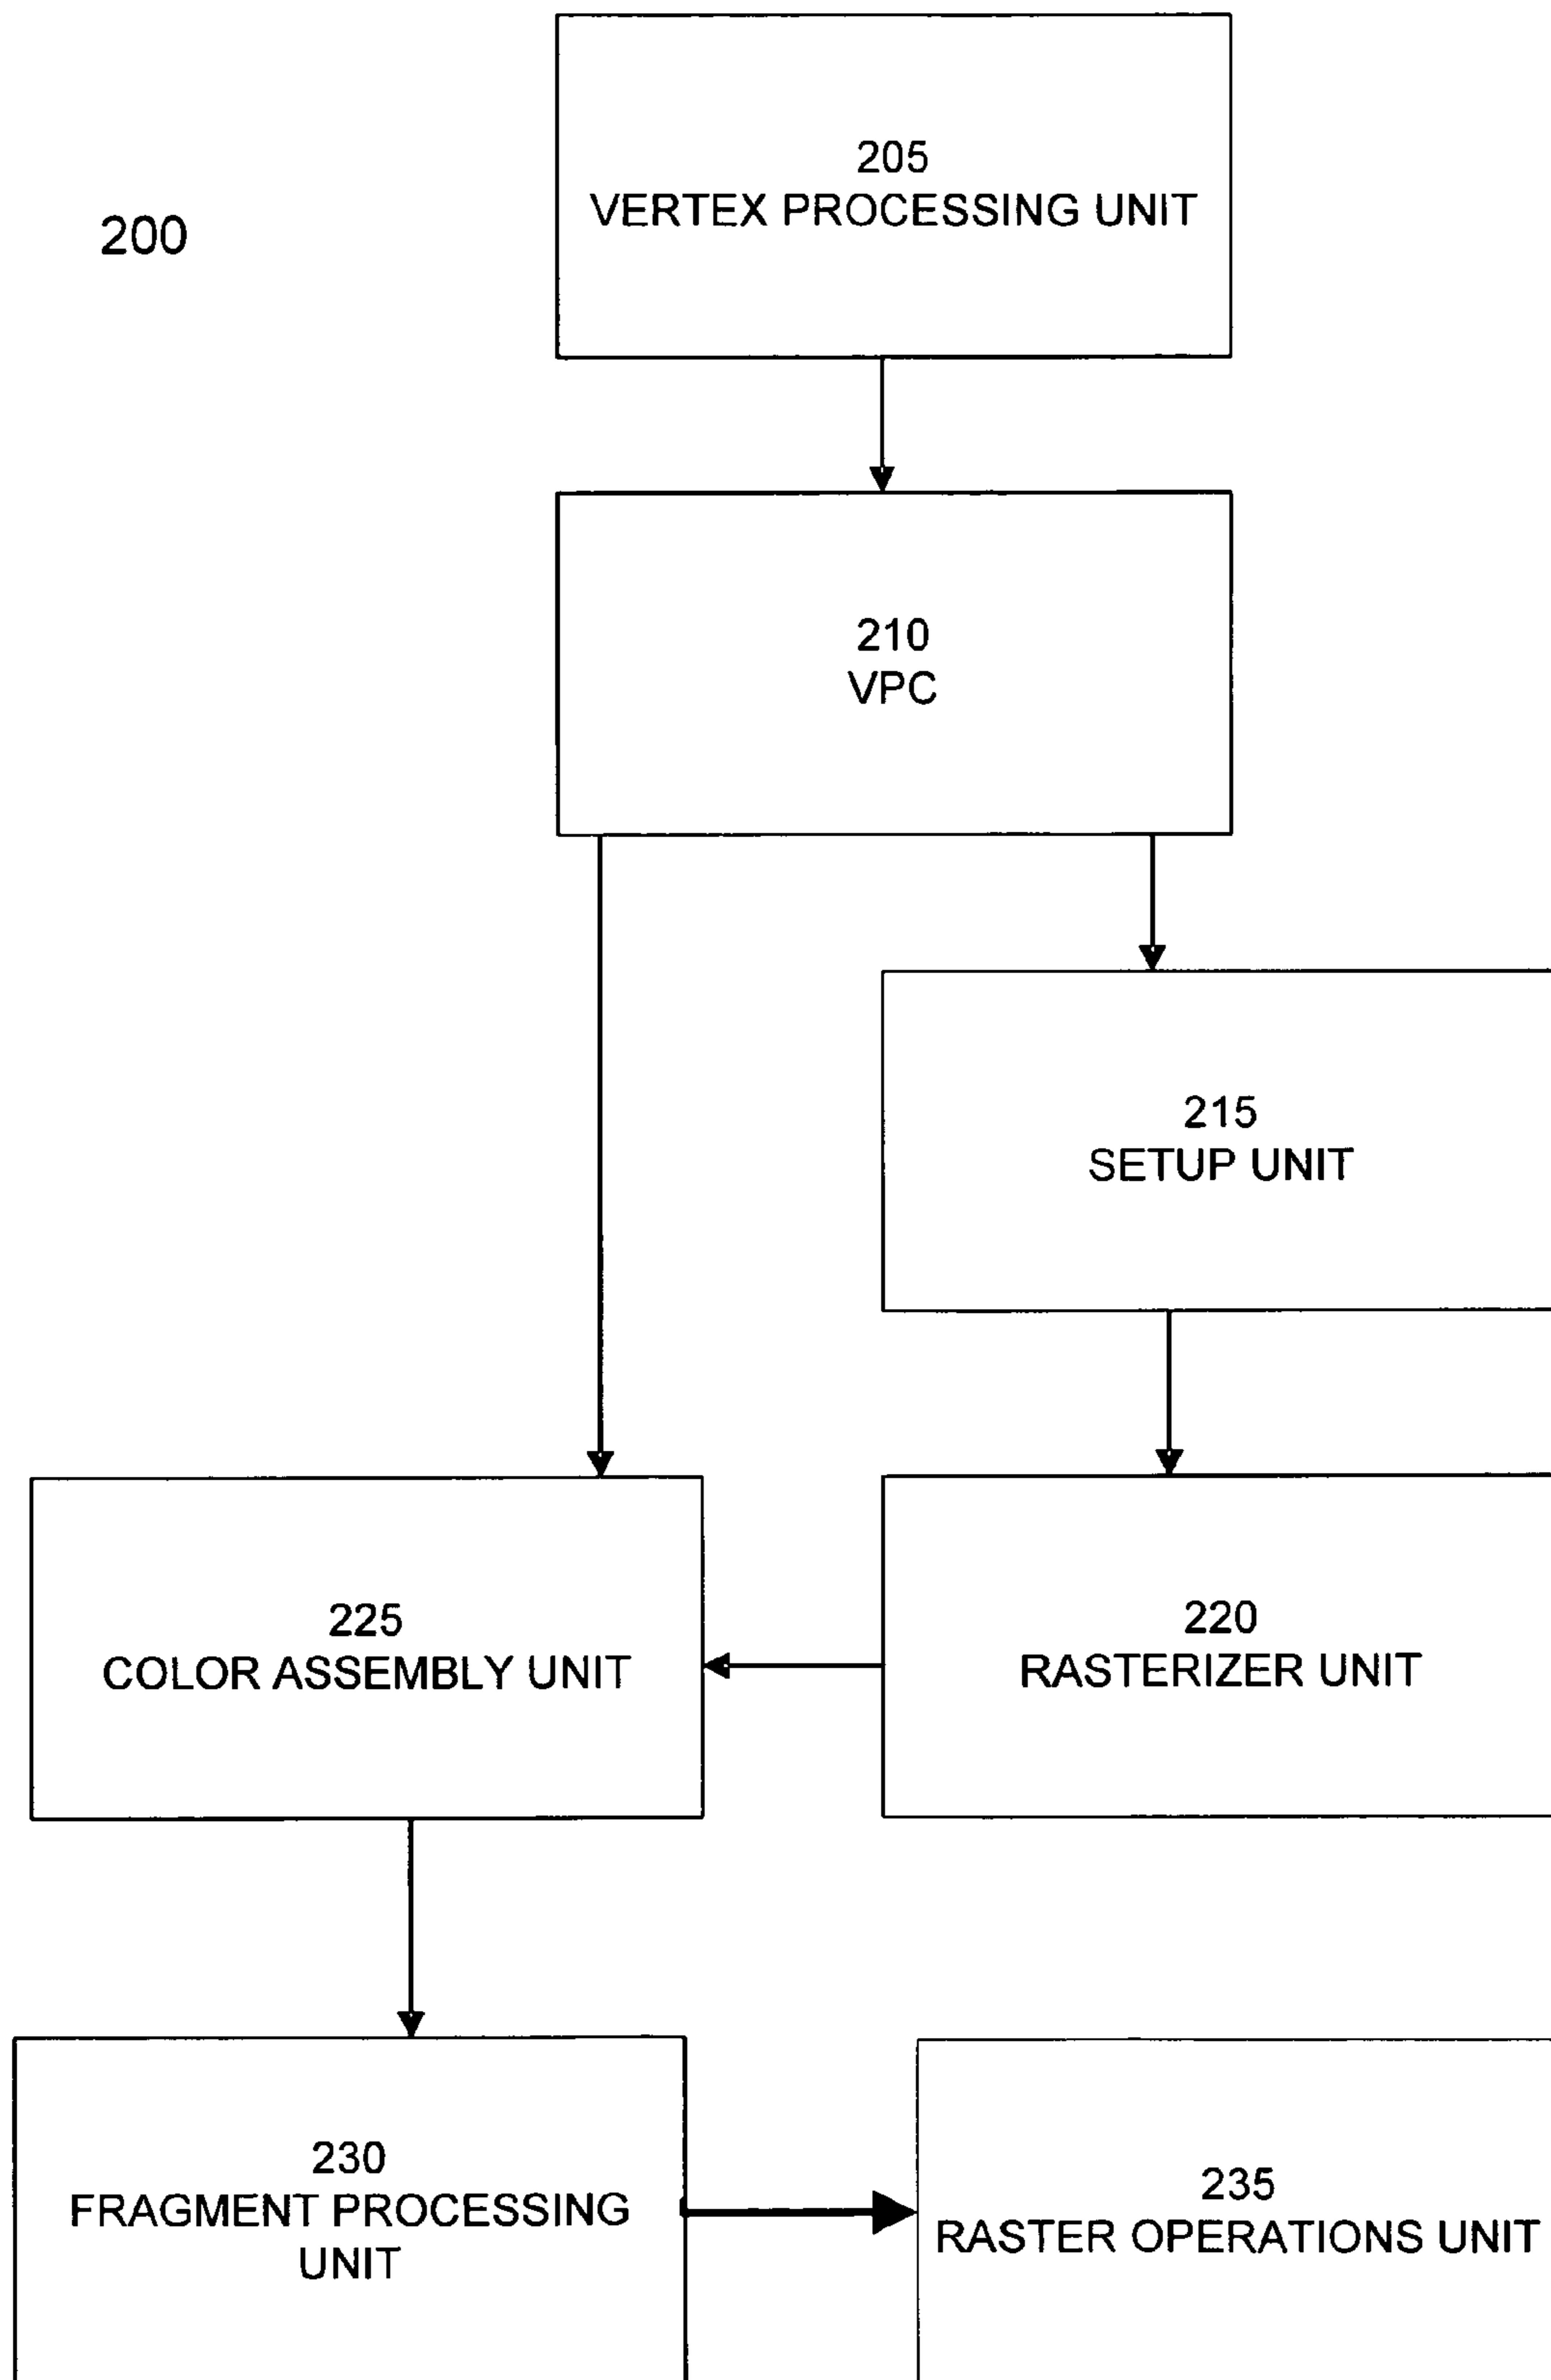 200
205
VERTEX PROCESSING UNIT
210
VPC
215
SETUP UNIT
225
COLOR ASSEMBLY UNIT
220
RASTERIZER UNIT
230
FRAGMENT PROCESSING
UNIT
235
RASTER OPERATIONS UNIT